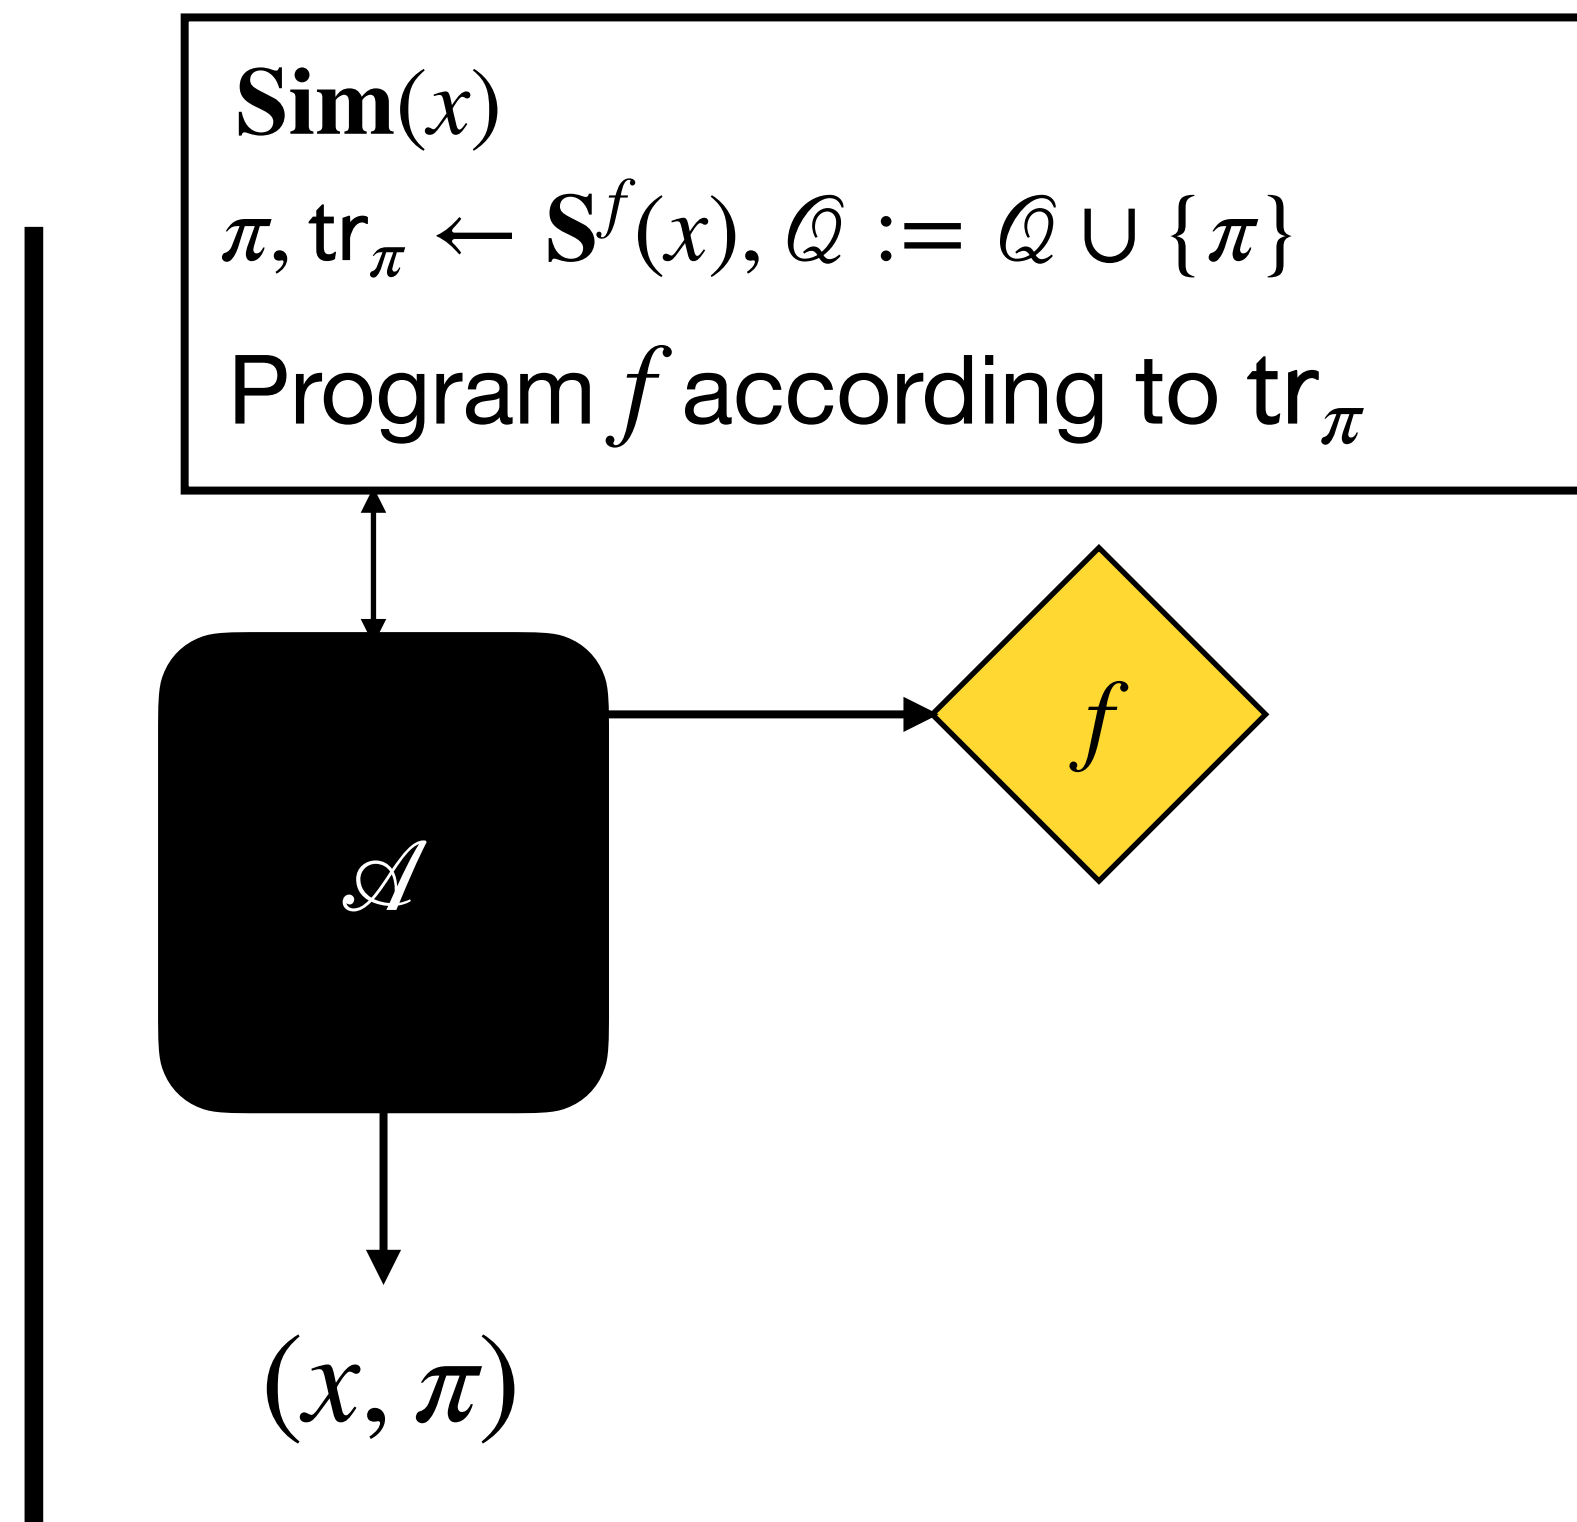 Sim(x)
π, tr_π ← S^f(x), 𝒬 := 𝒬 ∪ {π}
Program f according to tr_π
f
𝒜
(x, π)